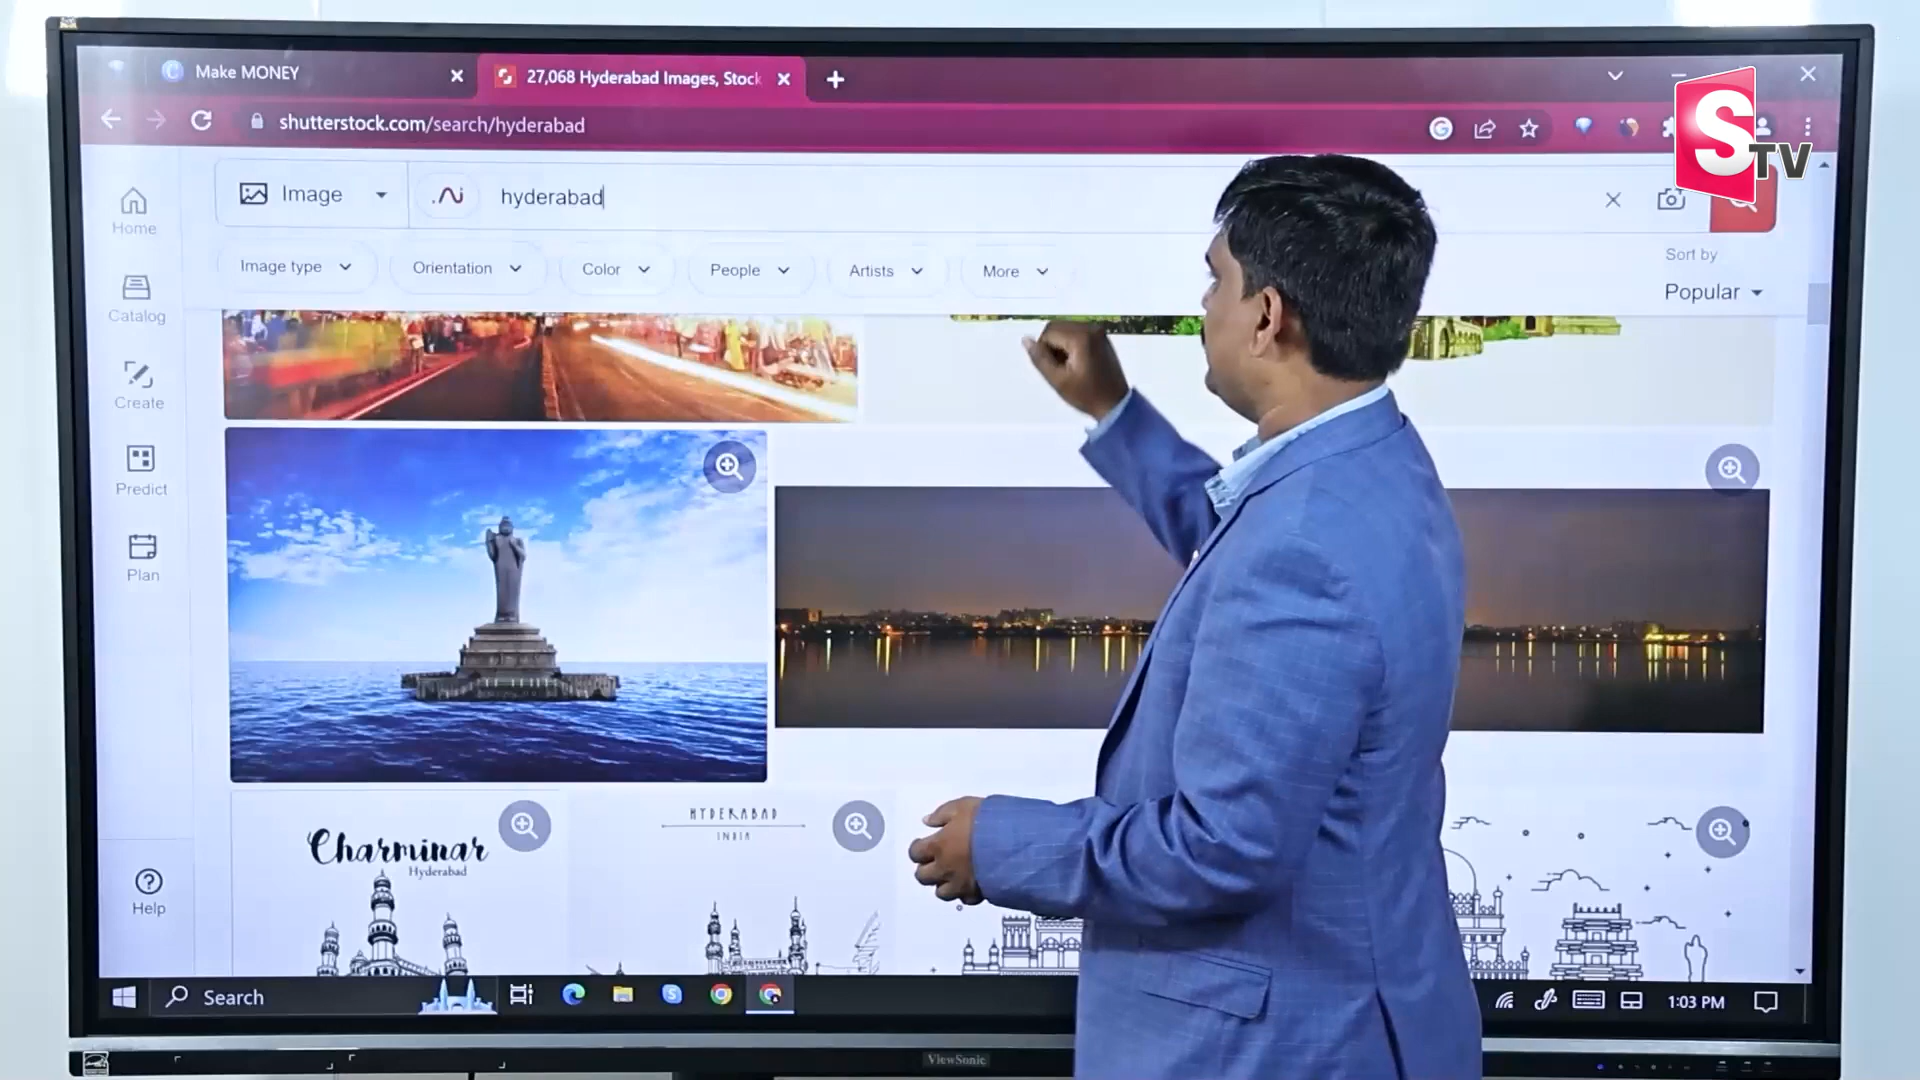 Make MONEY
27,068 Hyderabad Images, Stock
shutterstock.com/search/hyderabad
S TV
Image
hyderabad
Home
Image type
Orientation
Color
People
Artists
More
Sort by
Popular
Catalog
Create
Predict
Plan
Help
Charminar
Hyderabad
HYDERABAD
INDIA
Search
1:03 PM
ViewSonic